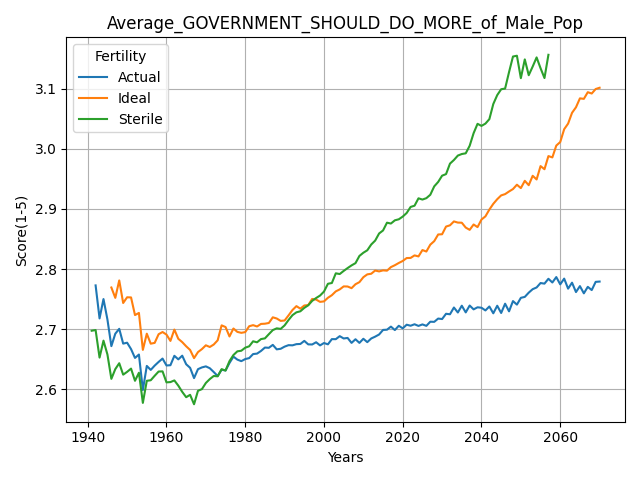 Average_GOVERNMENT_SHOULD_DO_MORE_of_Male_Pop
Fertility
Actual
Ideal
Sterile
Score(1-5)
3.1
3.0
2.9
2.8
2.7
2.6
1940 1960 1980 2000 2020 2040 2060
Years